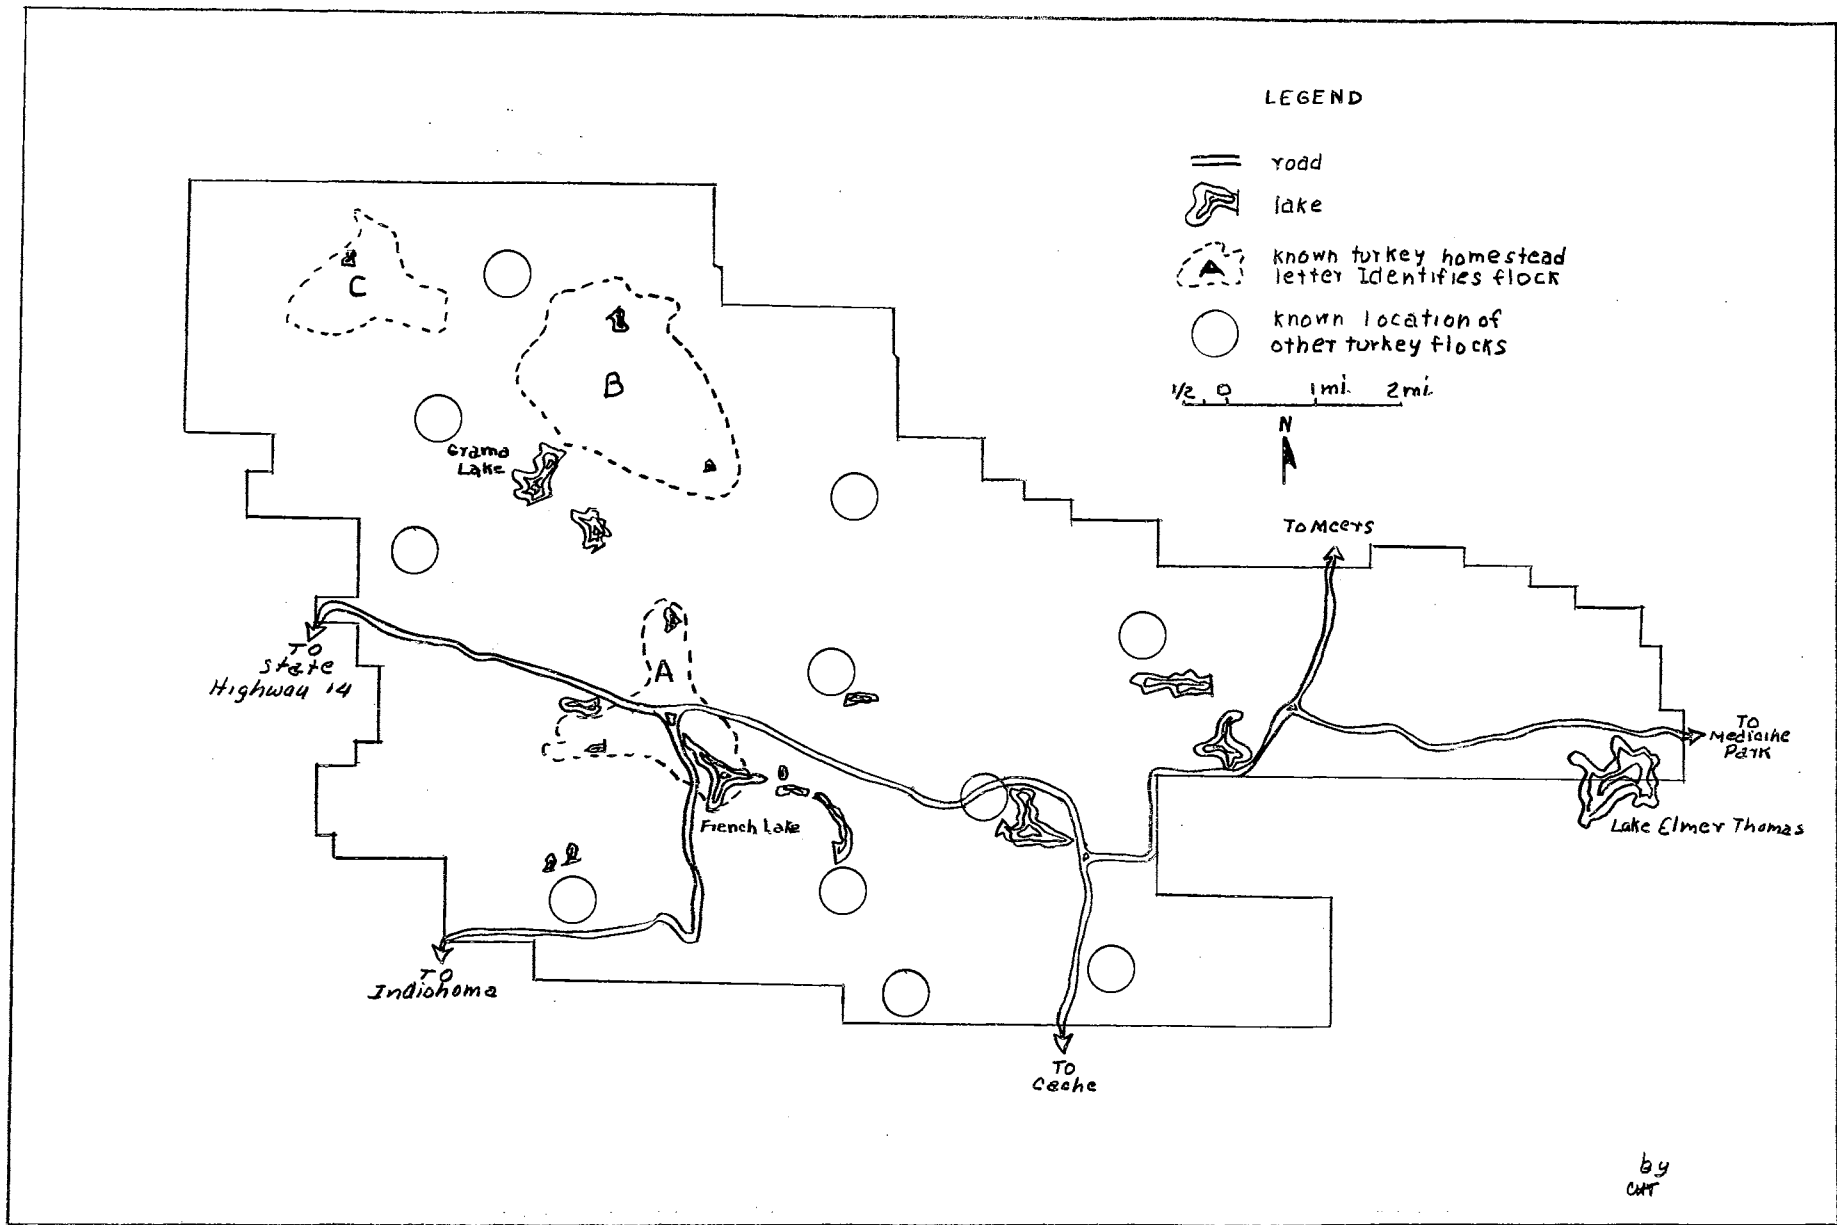 LEGEND
road
lake
A
known turkey homestead
letter Identifies flock
known location of
other turkey flocks
1/2 0 1mi. 2mi.
N
C
B
Grama
Lake
To Meers
A
TO
State
Highway 14
TO
Medicine
Park
French Lake
Lake Elmer Thomas
TO
Indiahoma
TO
Cache
by
CHT